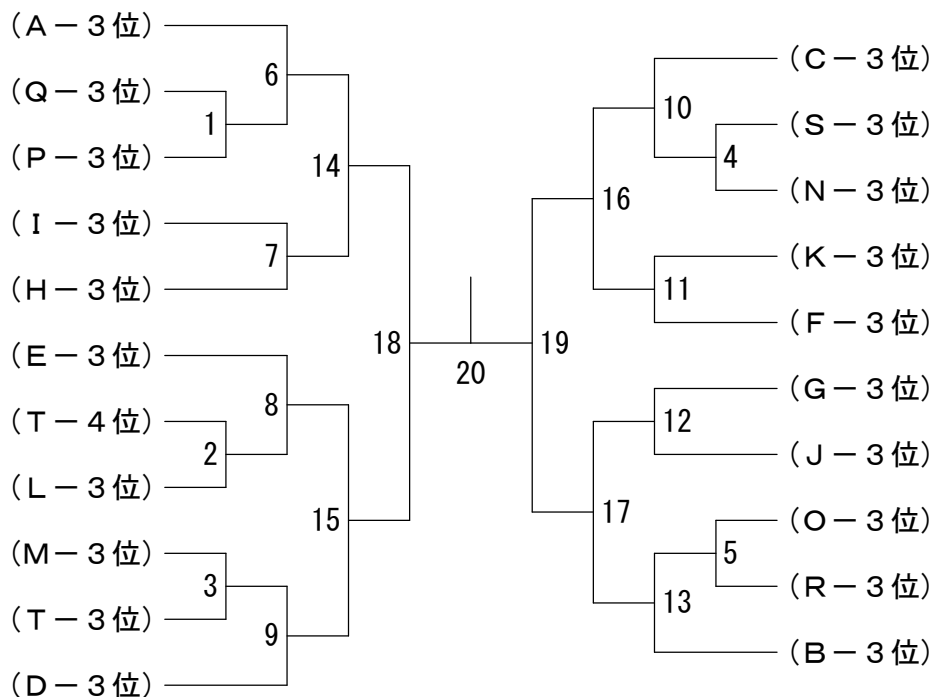 （A－3位）
（Q－3位）
（P－3位）
（I－3位）
（H－3位）
（E－3位）
（T－4位）
（L－3位）
（M－3位）
（T－3位）
（D－3位）
6
1
14
7
18
8
2
15
3
9
20
19
10
4
16
11
12
17
5
13
（C－3位）
（S－3位）
（N－3位）
（K－3位）
（F－3位）
（G－3位）
（J－3位）
（O－3位）
（R－3位）
（B－3位）